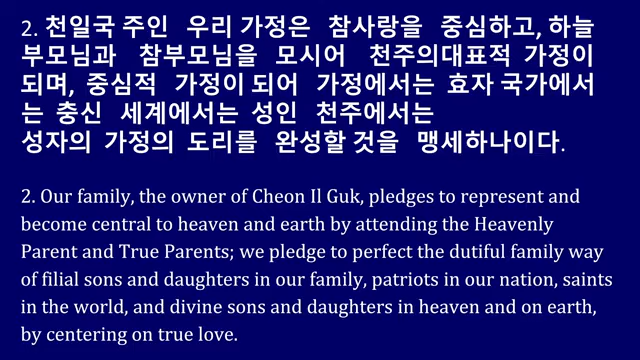 2. 천일국 주인 우리 가정은 참사랑을 중심하고, 하늘
부모님과 참부모님을 모시어 천주의대표적 가정이
되며, 중심적 가정이 되어 가정에서는 효자 국가에서
는 충신 세계에서는 성인 천주에서는
성자의 가정의 도리를 완성할 것을 맹세하나이다.
2. Our family, the owner of Cheon Il Guk, pledges to represent and
become central to heaven and earth by attending the Heavenly
Parent and True Parents; we pledge to perfect the dutiful family way
of filial sons and daughters in our family, patriots in our nation, saints
in the world, and divine sons and daughters in heaven and on earth,
by centering on true love.